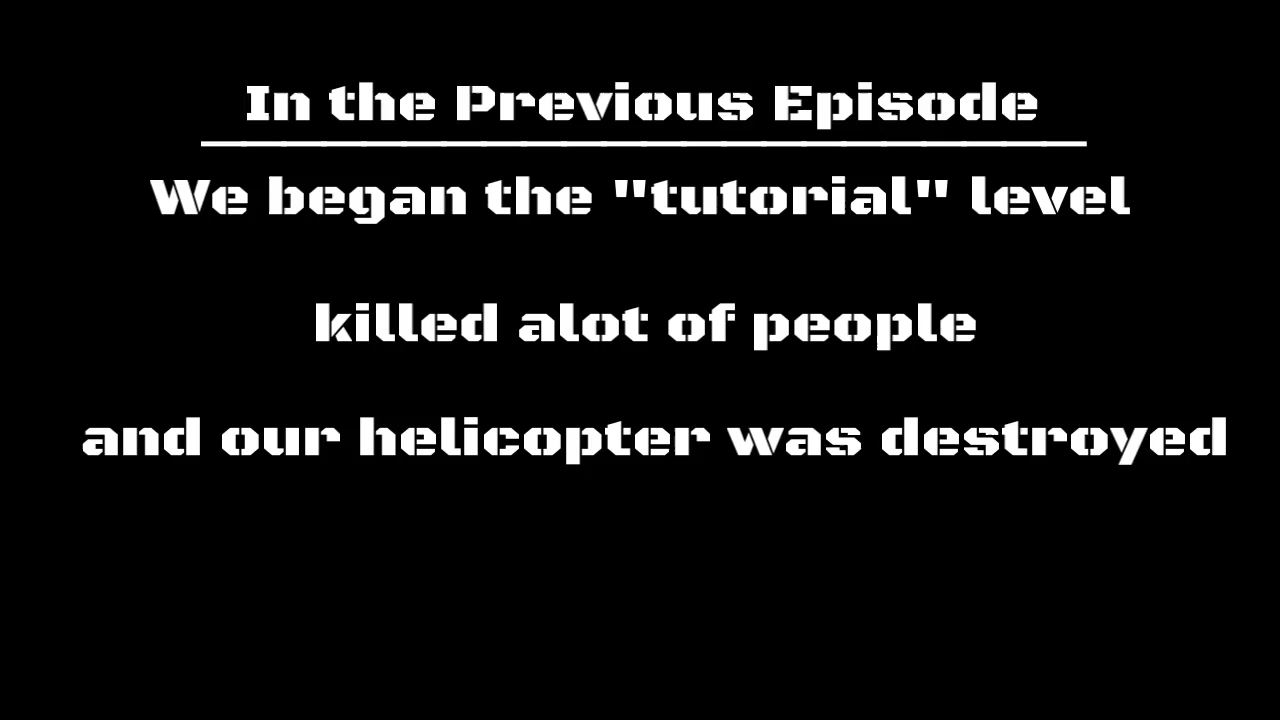 In the Previous Episode
We began the "tutorial" level
killed alot of people
and our helicopter was destroyed